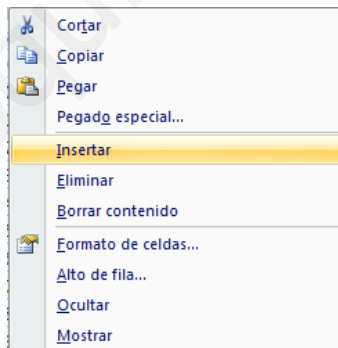 Cortar
Copiar
Pegar
Pegado especial...
Insertar
Eliminar
Borrar contenido
Formato de celdas...
Alto de fila...
Ocultar
Mostrar